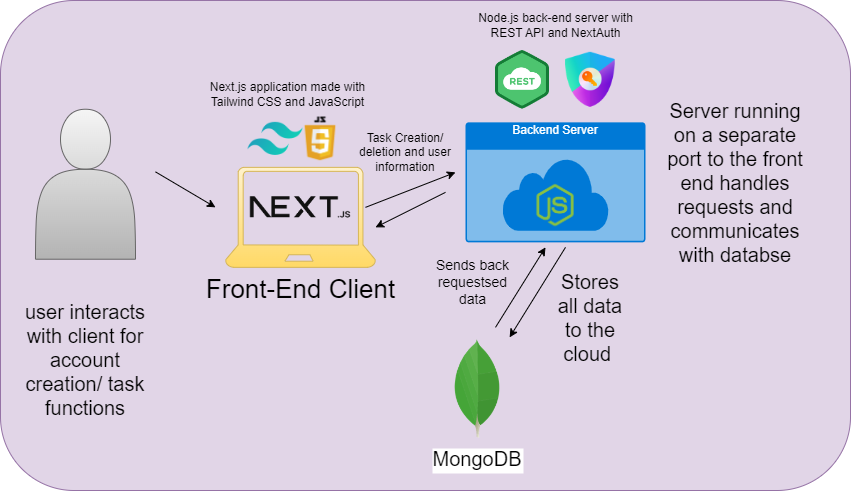 Node.js back-end server with
REST API and NextAuth
REST
Next.js application made with
Tailwind CSS and JavaScript
JS
Task Creation/
deletion and user
information
Backend Server
JS
NEXT.JS
Front-End Client
Server running
on a separate
port to the front
end handles
requests and
communicates
with databse
user interacts
with client for
account
creation/ task
functions
Sends back
requestsed
data
Stores
all data
to the
cloud
MongoDB